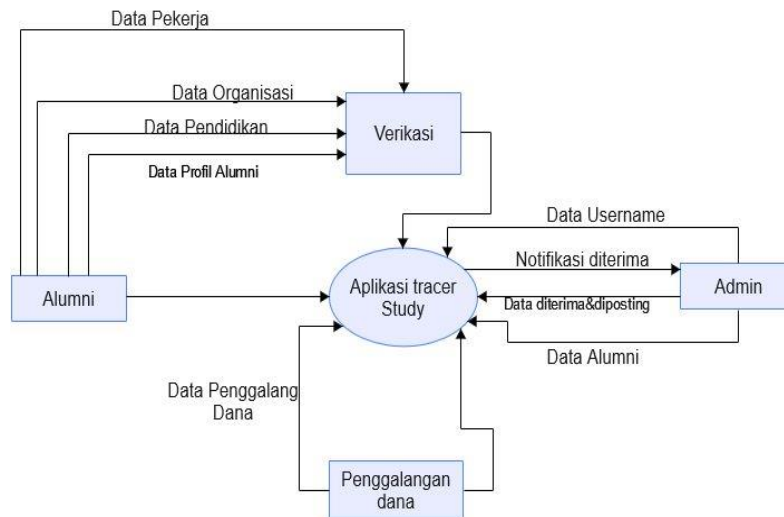 Data Pekerja
Data Organisasi
Data Pendidikan
Data Profil Alumni
Verikasi
Data Username
Notifikasi diterima
Alumni
Aplikasi tracer
Study
Admin
Data diterima&diposting
Data Alumni
Data Penggalang
Dana
Penggalangan
dana